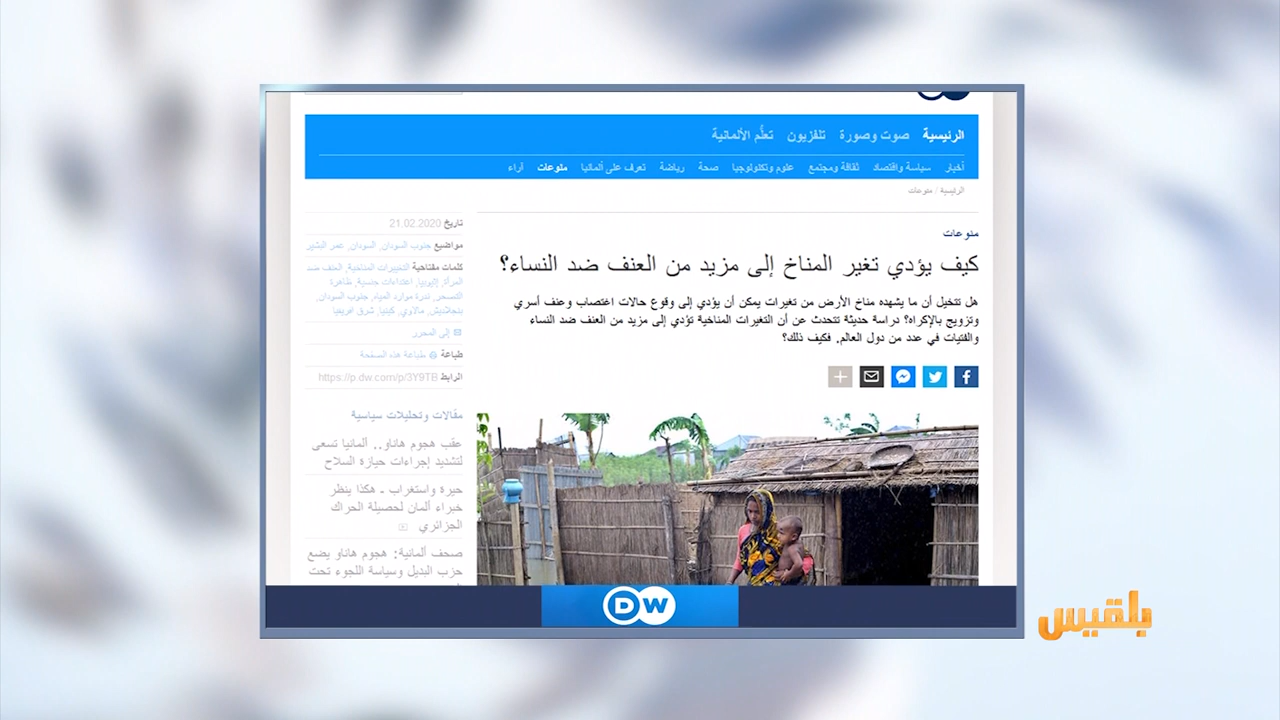 الرئيسية صوت وصورة تلفزيون تعلُّم الألمانية
أخبار سياسة واقتصاد ثقافة ومجتمع علوم وتكنولوجيا صحة رياضة تعرف على ألمانيا منوعات آراء
الرئيسية / منوعات
منوعات
كيف يؤدي تغير المناخ إلى مزيد من العنف ضد النساء؟
هل تتخيل أن ما يشهده مناخ الأرض من تغيرات يمكن أن يؤدي إلى وقوع حالات اغتصاب وعنف أسري
وتزويج بالإكراه؟ دراسة حديثة تتحدث عن أن التغيرات المناخية تؤدي إلى مزيد من العنف ضد النساء
والفتيات في عدد من دول العالم. فكيف ذلك؟
تاريخ 21.02.2020
مواضيع جنوب السودان, السودان, عمر البشير
كلمات مفتاحية التغييرات المناخية, العنف ضد
المرأة, إثيوبيا, اعتداءات جنسية, ظاهرة
التصحر, ندرة موارد المياه, جنوب السودان,
بنجلاديش, مالاوي, كينيا, شرق افريقيا
إلى المحرر
طباعة طباعة هذه الصفحة
الرابط https://p.dw.com/p/3Y9TB
مقالات وتحليلات سياسية
عقب هجوم هاناو.. ألمانيا تسعى
لتشديد إجراءات حيازة السلاح
حيرة واستغراب ـ هكذا ينظر
خبراء ألمان لحصيلة الحراك
الجزائري
صحف ألمانية: هجوم هاناو يضع
حزب البديل وسياسة اللجوء تحت
DW
بلقيس